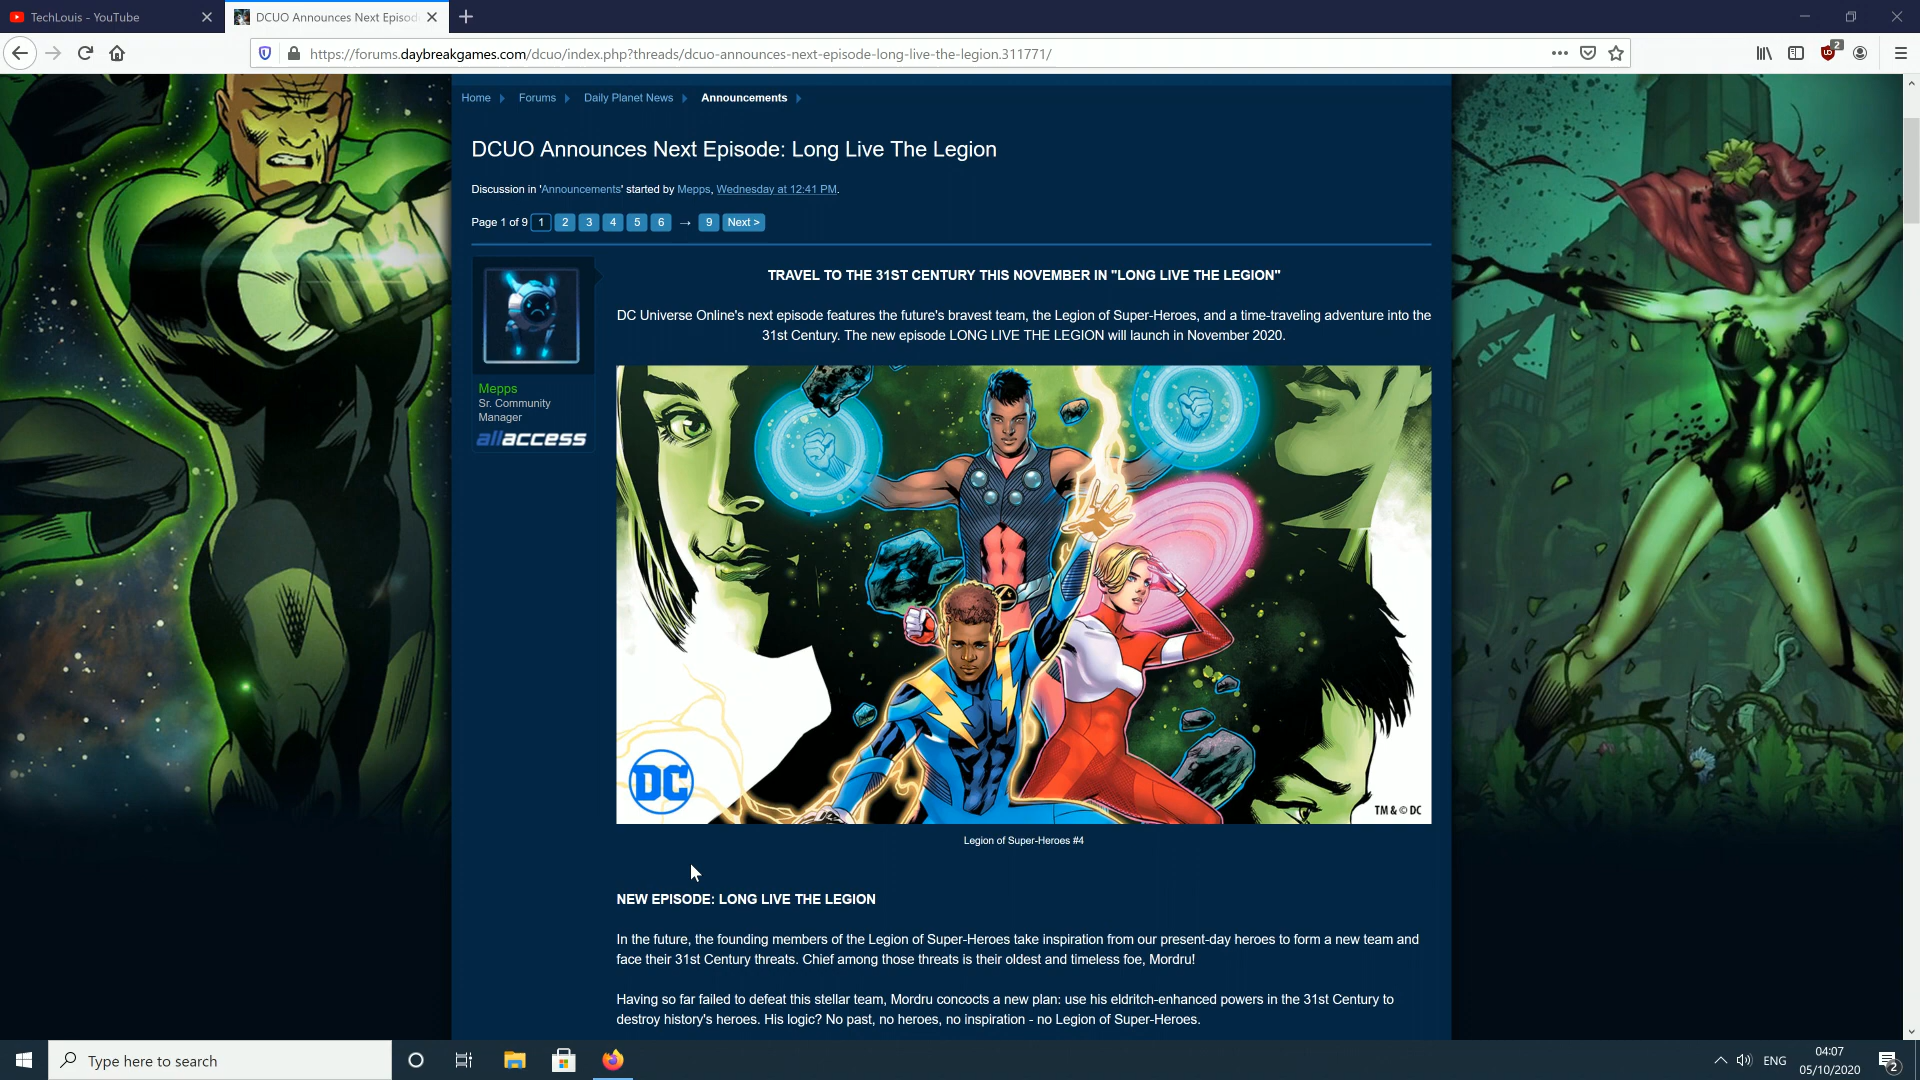 TechLouis - YouTube
DCUO Announces Next Episod
https://forums.daybreakgames.com/dcuo/index.php?threads/dcuo-announces-next-episode-long-live-the-legion.311771/
2
Home Forums Daily Planet News Announcements
DCUO Announces Next Episode: Long Live The Legion
Discussion in 'Announcements' started by Mepps, Wednesday at 12:41 PM.
Page 1 of 9 1 2 3 4 5 6 → 9 Next >
Mepps
Sr. Community
Manager
allaccess
TRAVEL TO THE 31ST CENTURY THIS NOVEMBER IN "LONG LIVE THE LEGION"
DC Universe Online's next episode features the future's bravest team, the Legion of Super-Heroes, and a time-traveling adventure into the
31st Century. The new episode LONG LIVE THE LEGION will launch in November 2020.
DC
TM & © DC
Legion of Super-Heroes #4
NEW EPISODE: LONG LIVE THE LEGION
In the future, the founding members of the Legion of Super-Heroes take inspiration from our present-day heroes to form a new team and
face their 31st Century threats. Chief among those threats is their oldest and timeless foe, Mordru!
Having so far failed to defeat this stellar team, Mordru concocts a new plan: use his eldritch-enhanced powers in the 31st Century to
destroy history's heroes. His logic? No past, no heroes, no inspiration - no Legion of Super-Heroes.
Type here to search
ENG
04:07
05/10/2020
2